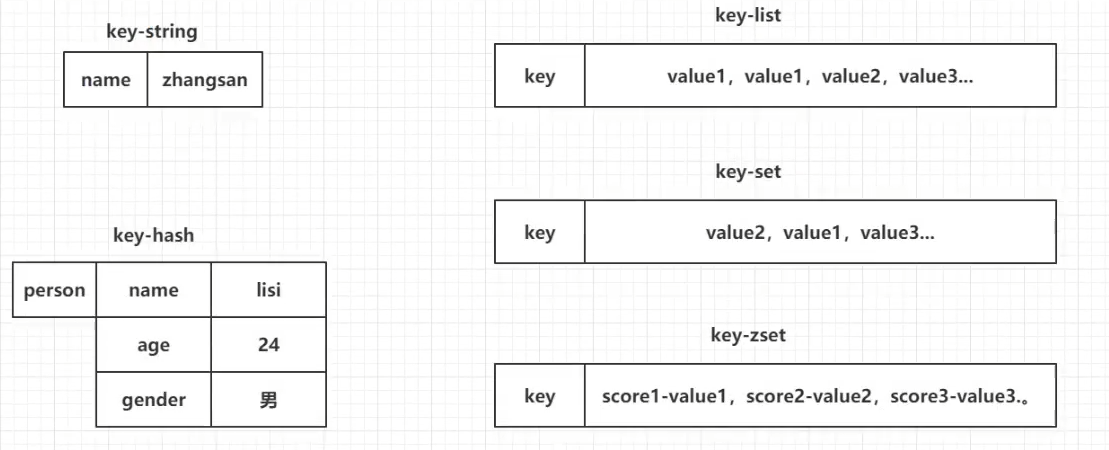 key-string
name zhangsan
key-hash
person name lisi
age 24
gender 男
key-list
key value1，value1，value2，value3...
key-set
key value2，value1，value3...
key-zset
key score1-value1，score2-value2，score3-value3.。